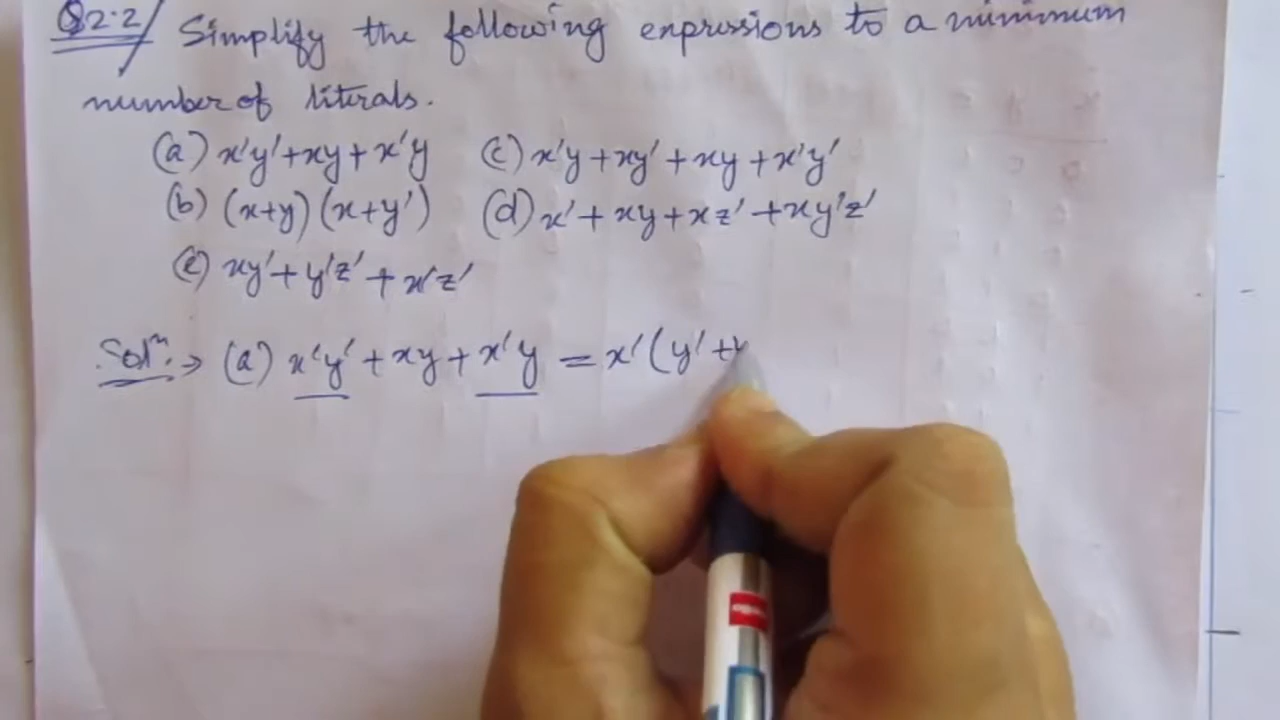 Q2.2/ Simplify the following expressions to a minimum
number of literals.
(a) x'y'+xy+x'y (c) x'y+xy'+xy+x'y'
(b) (x+y)(x+y') (d) x'+xy+xz'+xy'z'
(e) xy'+y'z'+x'z'
Solⁿ.→ (a) x'y'+xy+x'y = x'(y'+y